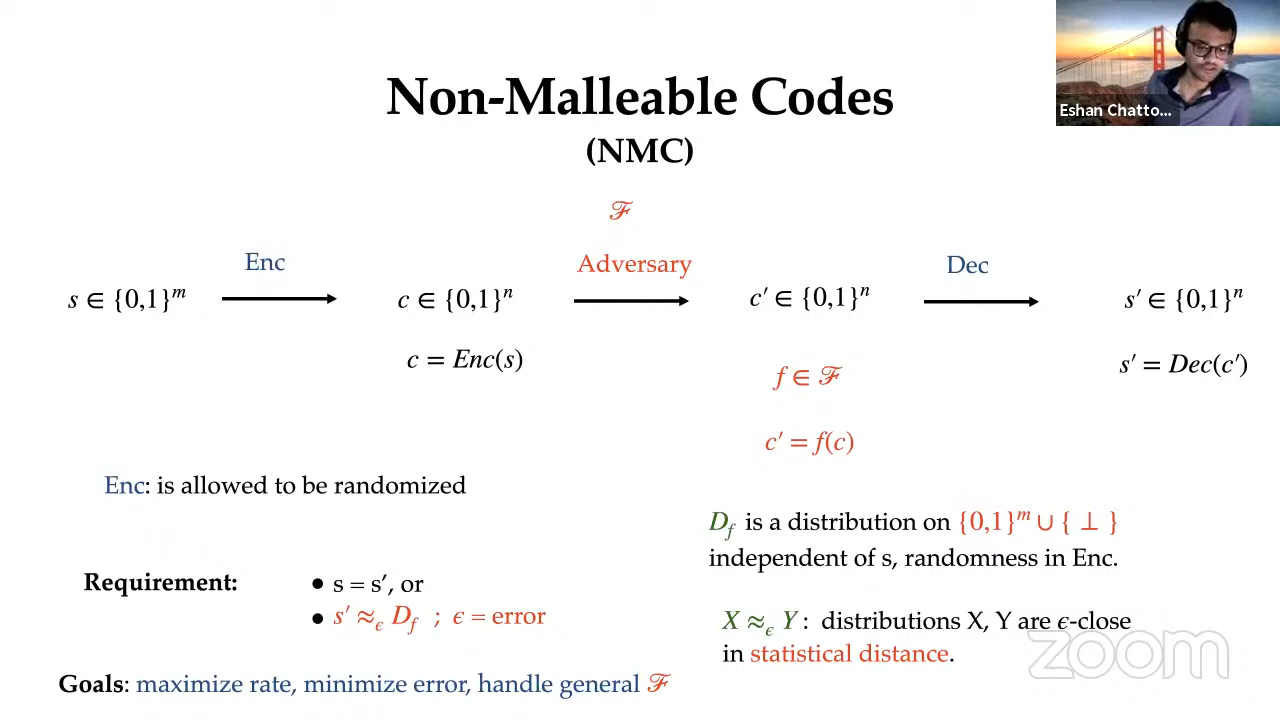 Non-Malleable Codes
(NMC)
Eshan Chatto...
ℱ
Enc
Adversary
Dec
s ∈ {0,1}ᵐ
c ∈ {0,1}ⁿ
c′ ∈ {0,1}ⁿ
s′ ∈ {0,1}ⁿ
c = Enc(s)
f ∈ ℱ
s′ = Dec(c′)
c′ = f(c)
Enc: is allowed to be randomized
D_f is a distribution on {0,1}ᵐ ∪ { ⊥ }
independent of s, randomness in Enc.
Requirement:
• s = s′, or
• s′ ≈_ϵ D_f ; ϵ = error
X ≈_ϵ Y : distributions X, Y are ϵ-close
in statistical distance.
Goals: maximize rate, minimize error, handle general ℱ
zoom